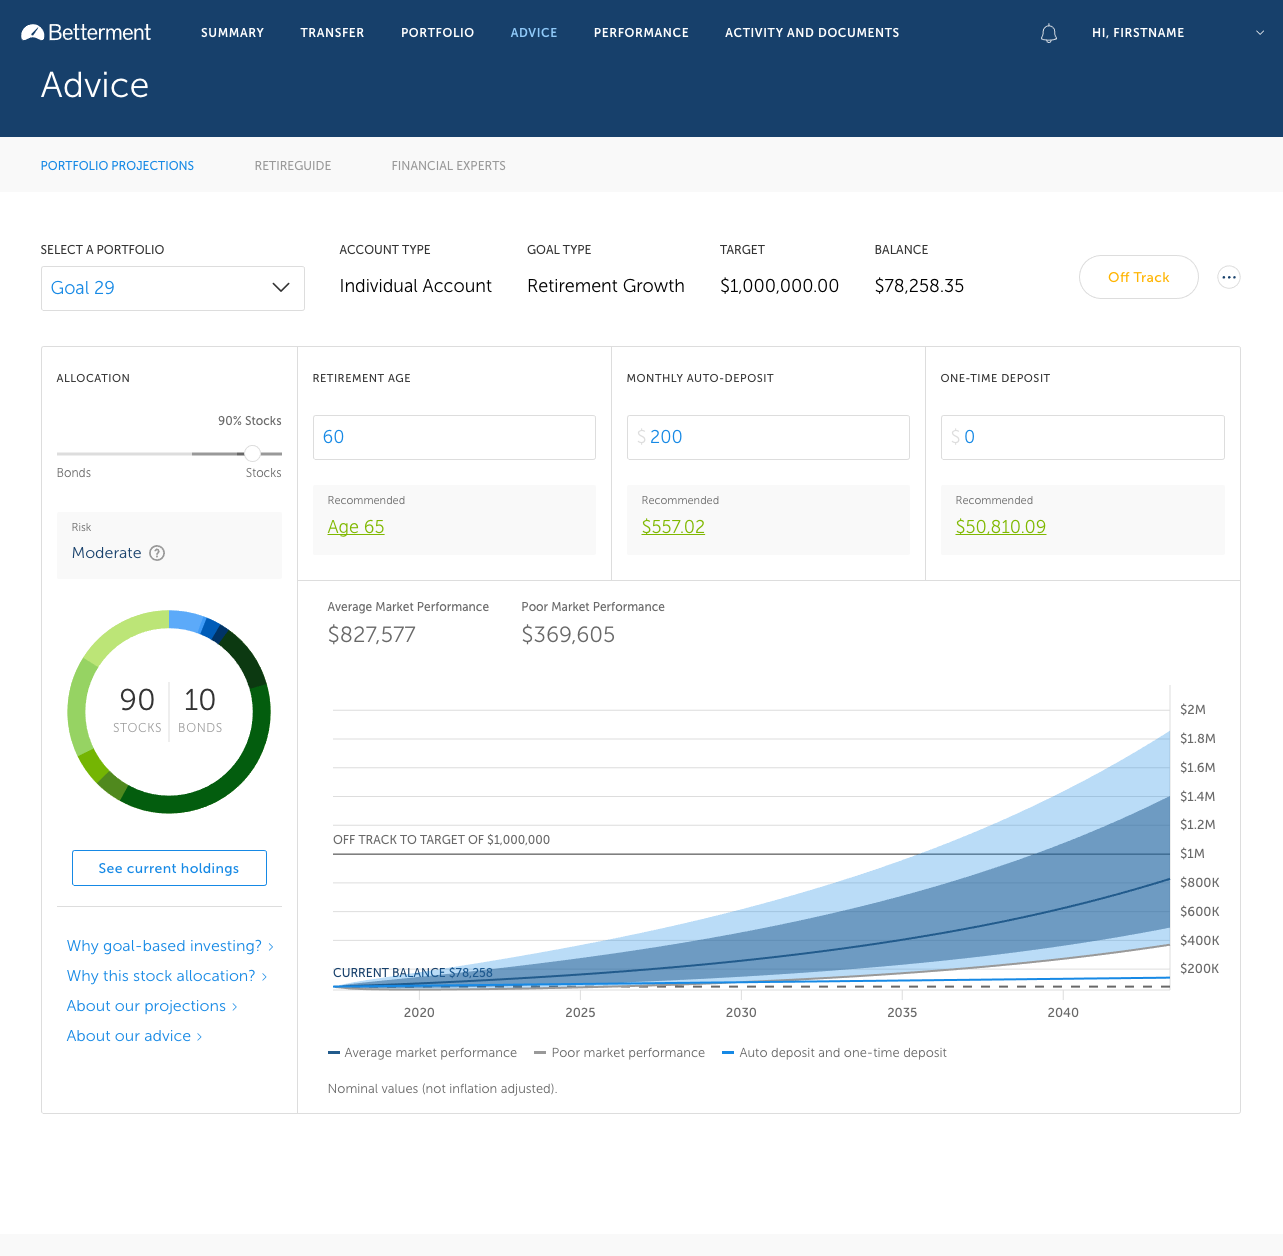 Betterment
SUMMARY TRANSFER PORTFOLIO ADVICE PERFORMANCE ACTIVITY AND DOCUMENTS HI, FIRSTNAME
Advice
PORTFOLIO PROJECTIONS RETIREGUIDE FINANCIAL EXPERTS
SELECT A PORTFOLIO ACCOUNT TYPE GOAL TYPE TARGET BALANCE
Goal 29 Individual Account Retirement Growth $1,000,000.00 $78,258.35 Off Track
ALLOCATION RETIREMENT AGE MONTHLY AUTO-DEPOSIT ONE-TIME DEPOSIT
90% Stocks
60 $ 200 $ 0
Bonds Stocks
Recommended Recommended Recommended
Age 65 $557.02 $50,810.09
Risk
Moderate ?
Average Market Performance Poor Market Performance
$827,577 $369,605
90 10
STOCKS BONDS
$2M
$1.8M
$1.6M
$1.4M
$1.2M
OFF TRACK TO TARGET OF $1,000,000
$1M
$800K
$600K
$400K
$200K
CURRENT BALANCE $78,258
See current holdings
Why goal-based investing? >
Why this stock allocation? >
About our projections >
About our advice >
2020 2025 2030 2035 2040
Average market performance Poor market performance Auto deposit and one-time deposit
Nominal values (not inflation adjusted).